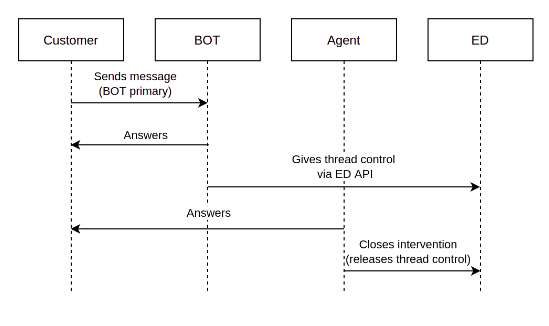 Customer
BOT
Agent
ED
Sends message
(BOT primary)
Answers
Gives thread control
via ED API
Answers
Closes intervention
(releases thread control)